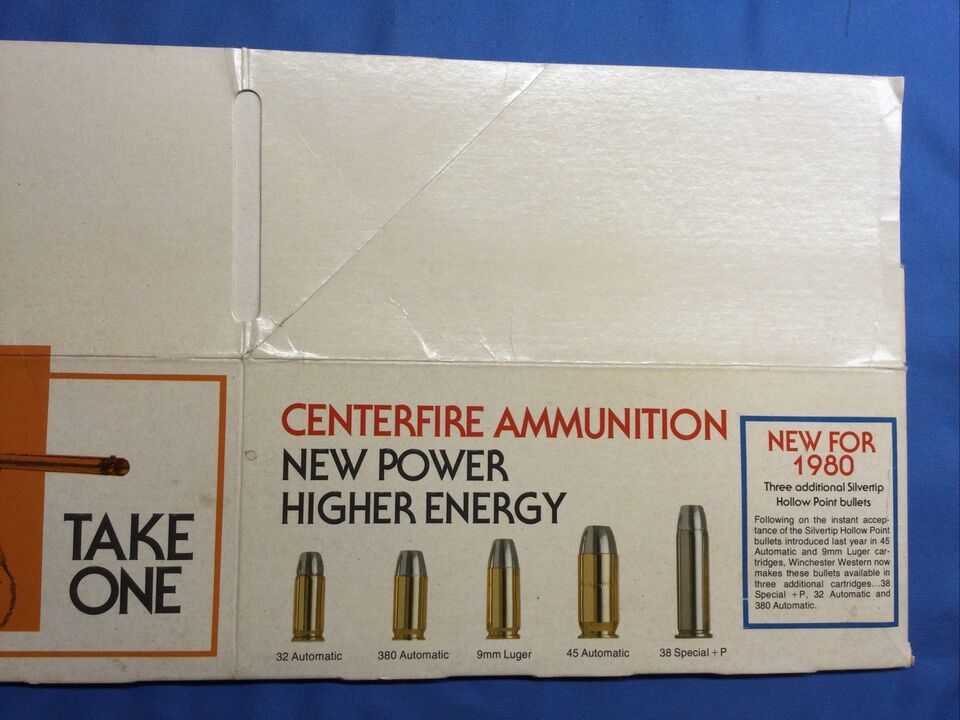 TAKE
ONE
CENTERFIRE AMMUNITION
NEW POWER
HIGHER ENERGY
32 Automatic
380 Automatic
9mm Luger
45 Automatic
38 Special +P
NEW FOR
1980
Three additional Silvertip
Hollow Point bullets
Following on the instant accep-
tance of the Silvertip Hollow Point
bullets introduced last year in 45
Automatic and 9mm Luger car-
tridges, Winchester Western now
makes these bullets available in
three additional cartridges...38
Special +P, 32 Automatic and
380 Automatic.